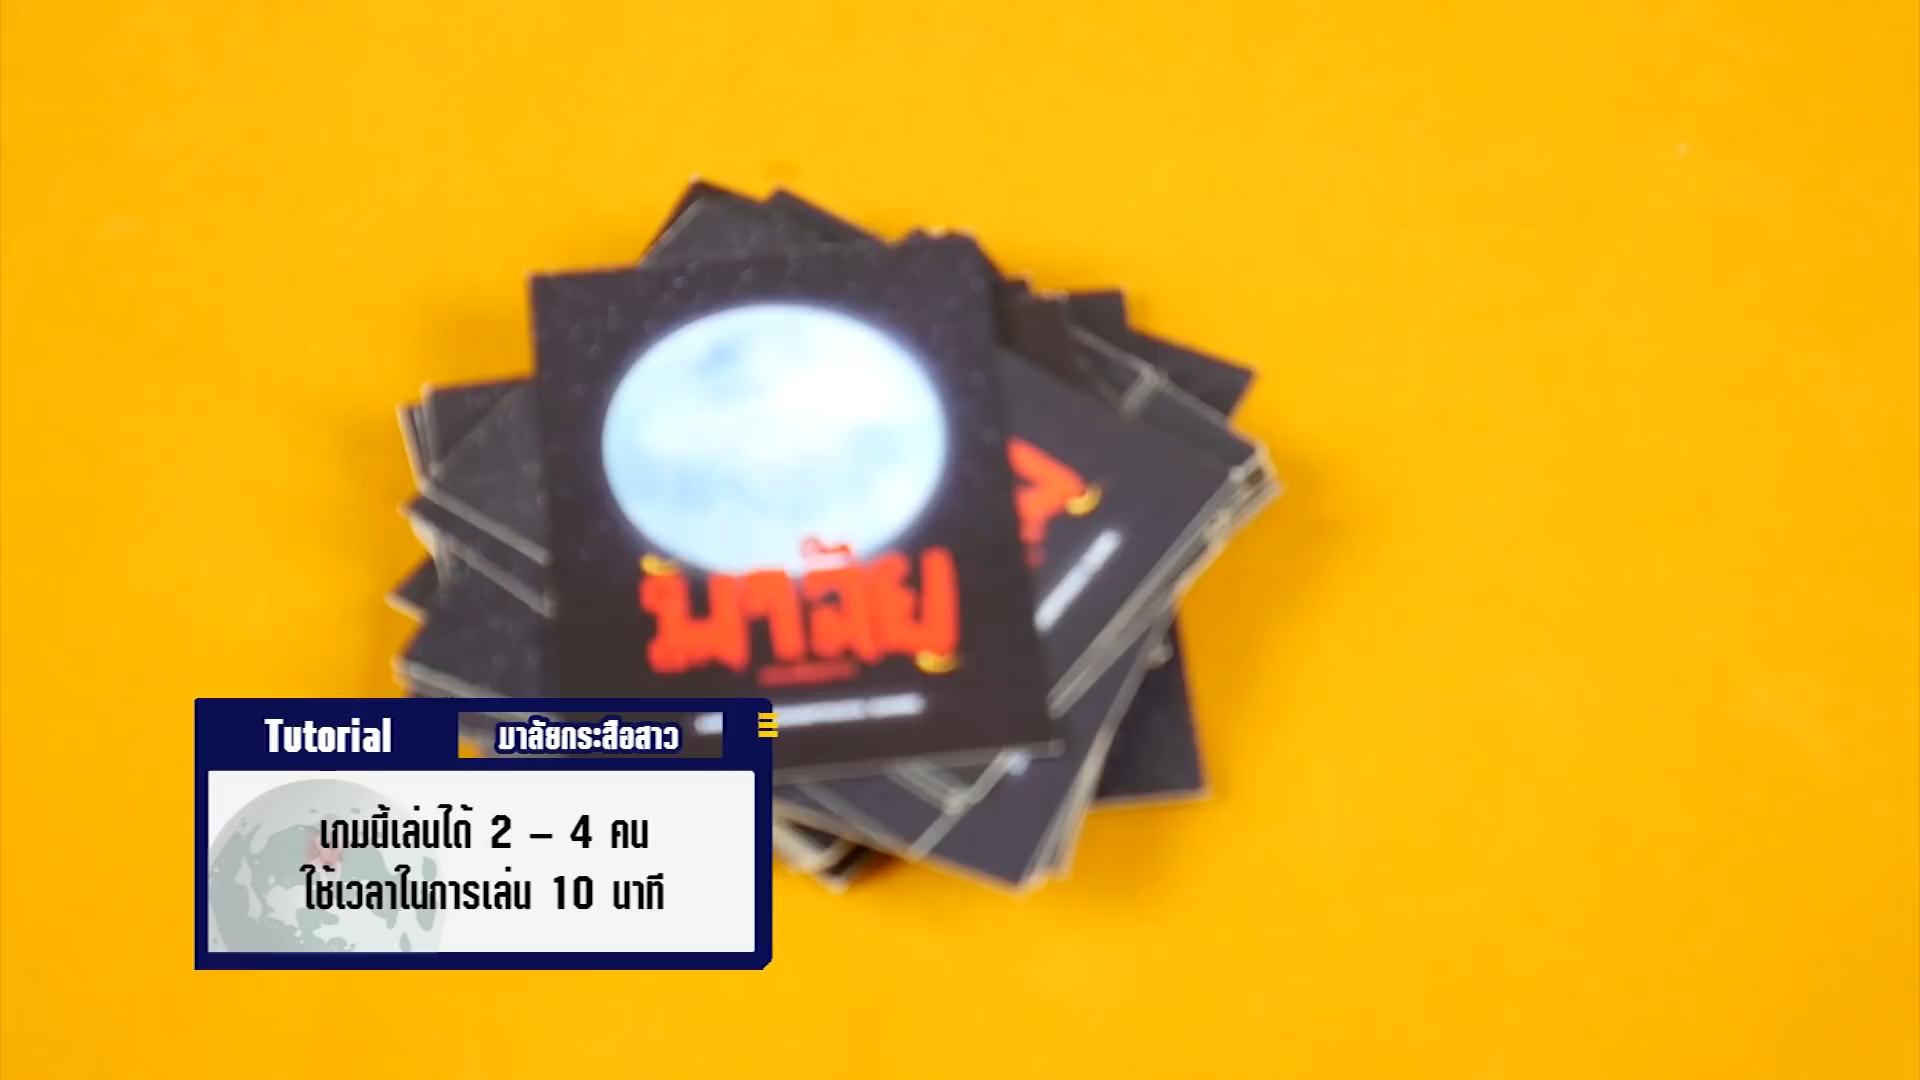 มาลัย
Tutorial
มาลัยกระสือสาว
เกมนี้เล่นได้ 2 – 4 คน
ใช้เวลาในการเล่น 10 นาที